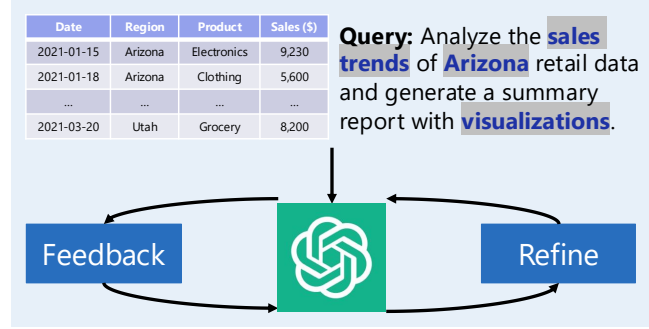 Date Region Product Sales ($)
2021-01-15 Arizona Electronics 9,230
2021-01-18 Arizona Clothing 5,600
... ... ... ...
2021-03-20 Utah Grocery 8,200
Query: Analyze the sales
trends of Arizona retail data
and generate a summary
report with visualizations.
Feedback
Refine